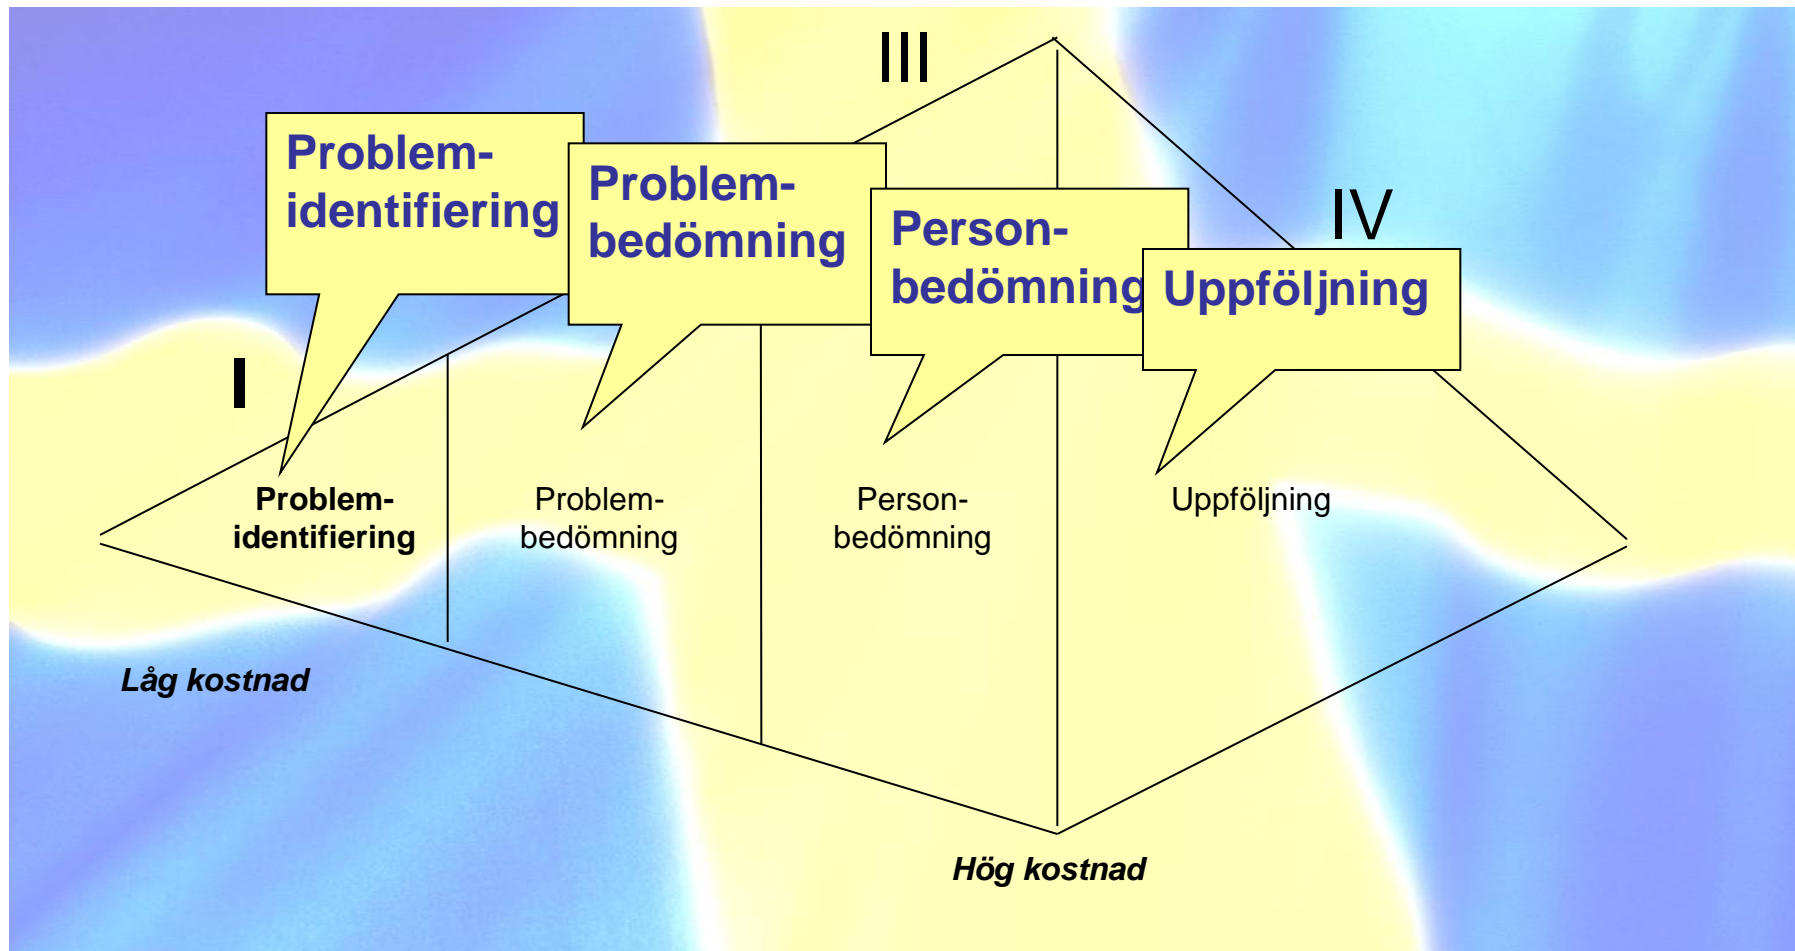 III
Problem-
identifiering
Problem-
bedömning
Person-
bedömning
IV
Uppföljning
I
Problem-
identifiering
Problem-
bedömning
Person-
bedömning
Uppföljning
Låg kostnad
Hög kostnad